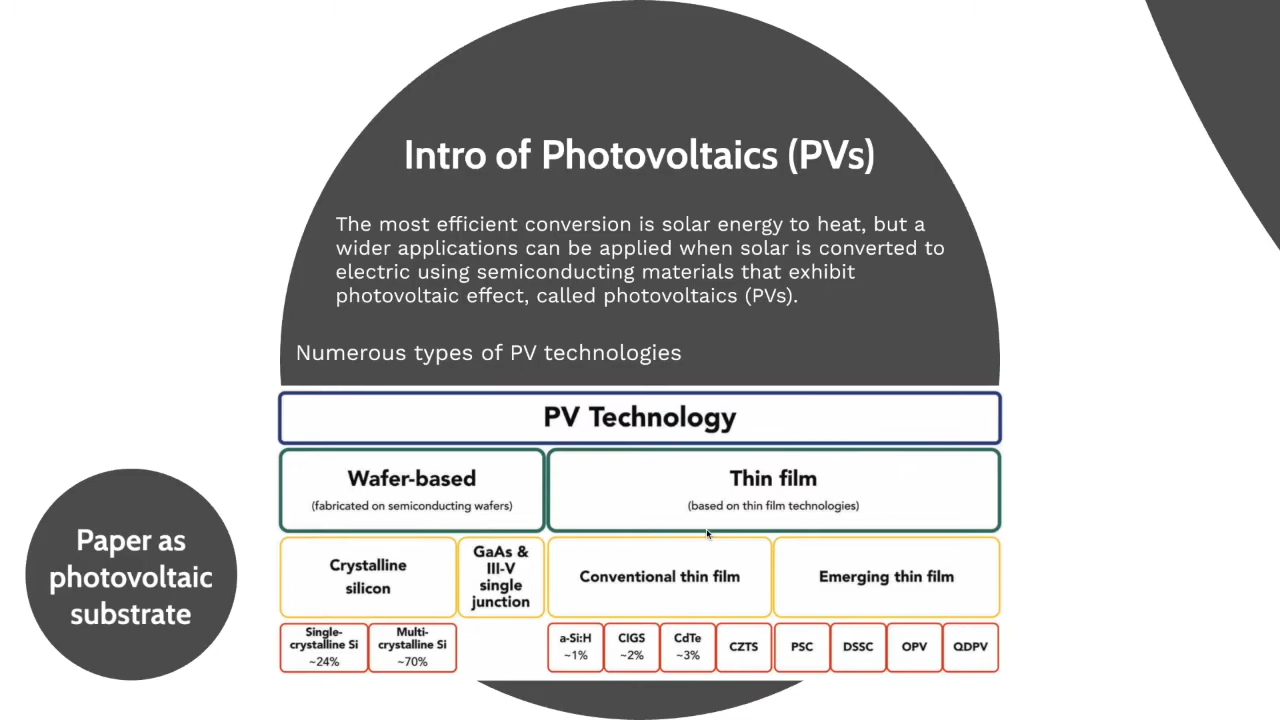 Intro of Photovoltaics (PVs)
The most efficient conversion is solar energy to heat, but a
wider applications can be applied when solar is converted to
electric using semiconducting materials that exhibit
photovoltaic effect, called photovoltaics (PVs).
Numerous types of PV technologies
PV Technology
Wafer-based
(fabricated on semiconducting wafers)
Thin film
(based on thin film technologies)
Crystalline
silicon
GaAs &
III-V
single
junction
Conventional thin film
Emerging thin film
Single-
crystalline Si
~24%
Multi-
crystalline Si
~70%
a-Si:H
~1%
CIGS
~2%
CdTe
~3%
CZTS
PSC
DSSC
OPV
QDPV
Paper as
photovoltaic
substrate